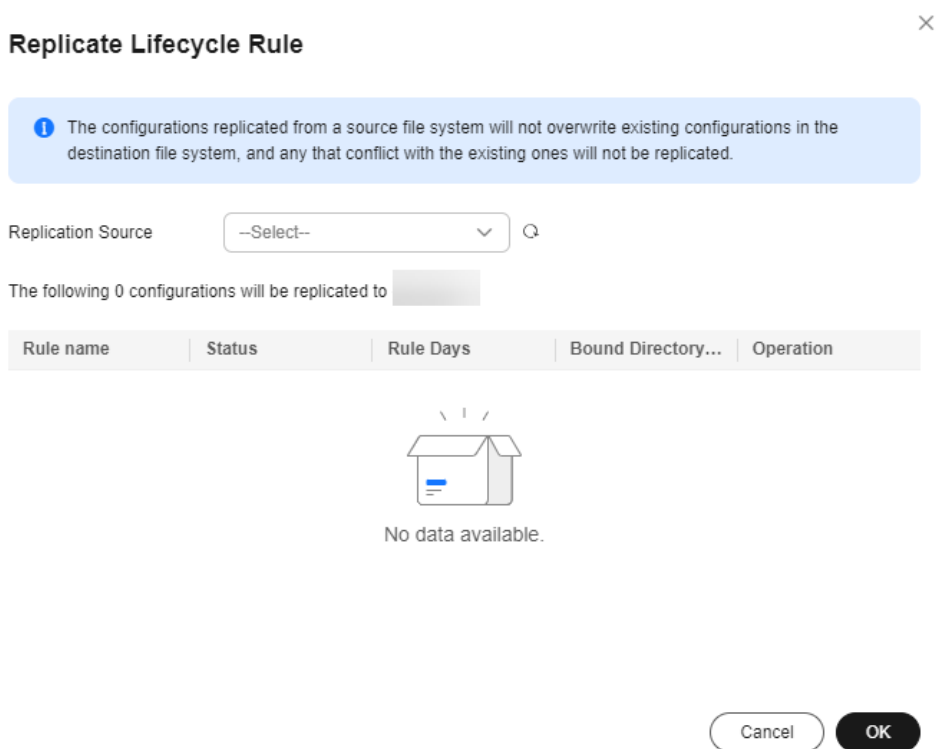 Replicate Lifecycle Rule
The configurations replicated from a source file system will not overwrite existing configurations in the
destination file system, and any that conflict with the existing ones will not be replicated.
Replication Source --Select--
The following 0 configurations will be replicated to
Rule name Status Rule Days Bound Directory... Operation
No data available.
Cancel OK